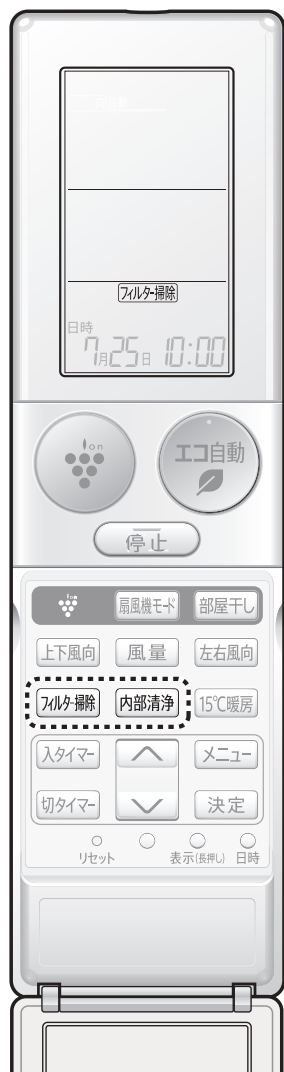 フィルター掃除
日時
7月25日 10:00
ion
エコ自動
停止
ion 扇風機モード 部屋干し
上下風向 風量 左右風向
フィルター掃除 内部清浄 15℃暖房
入タイマー メニュー
切タイマー 決定
リセット 表示(長押し) 日時